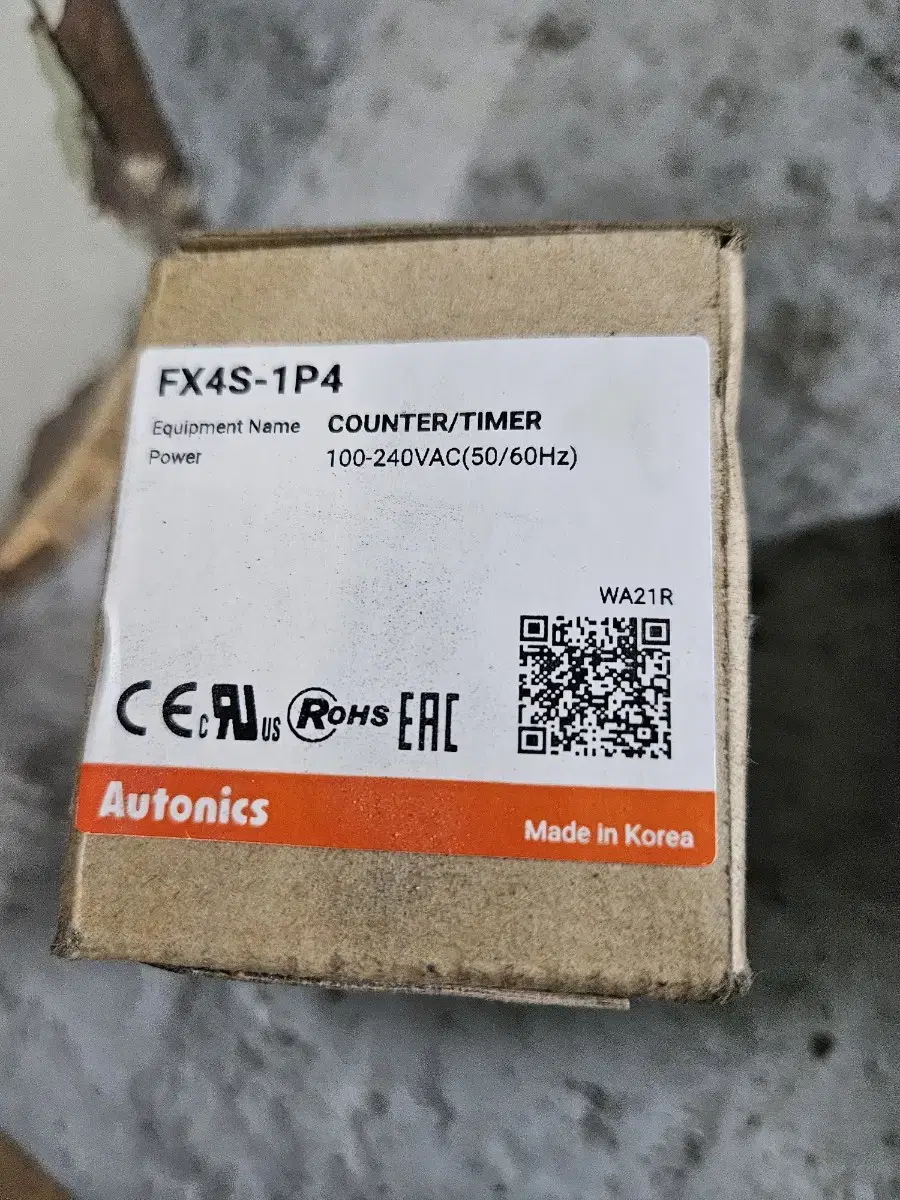 FX4S-1P4
Equipment Name COUNTER/TIMER
Power 100-240VAC(50/60Hz)
WA21R
CE c RU us RoHS EAC
Autonics
Made in Korea